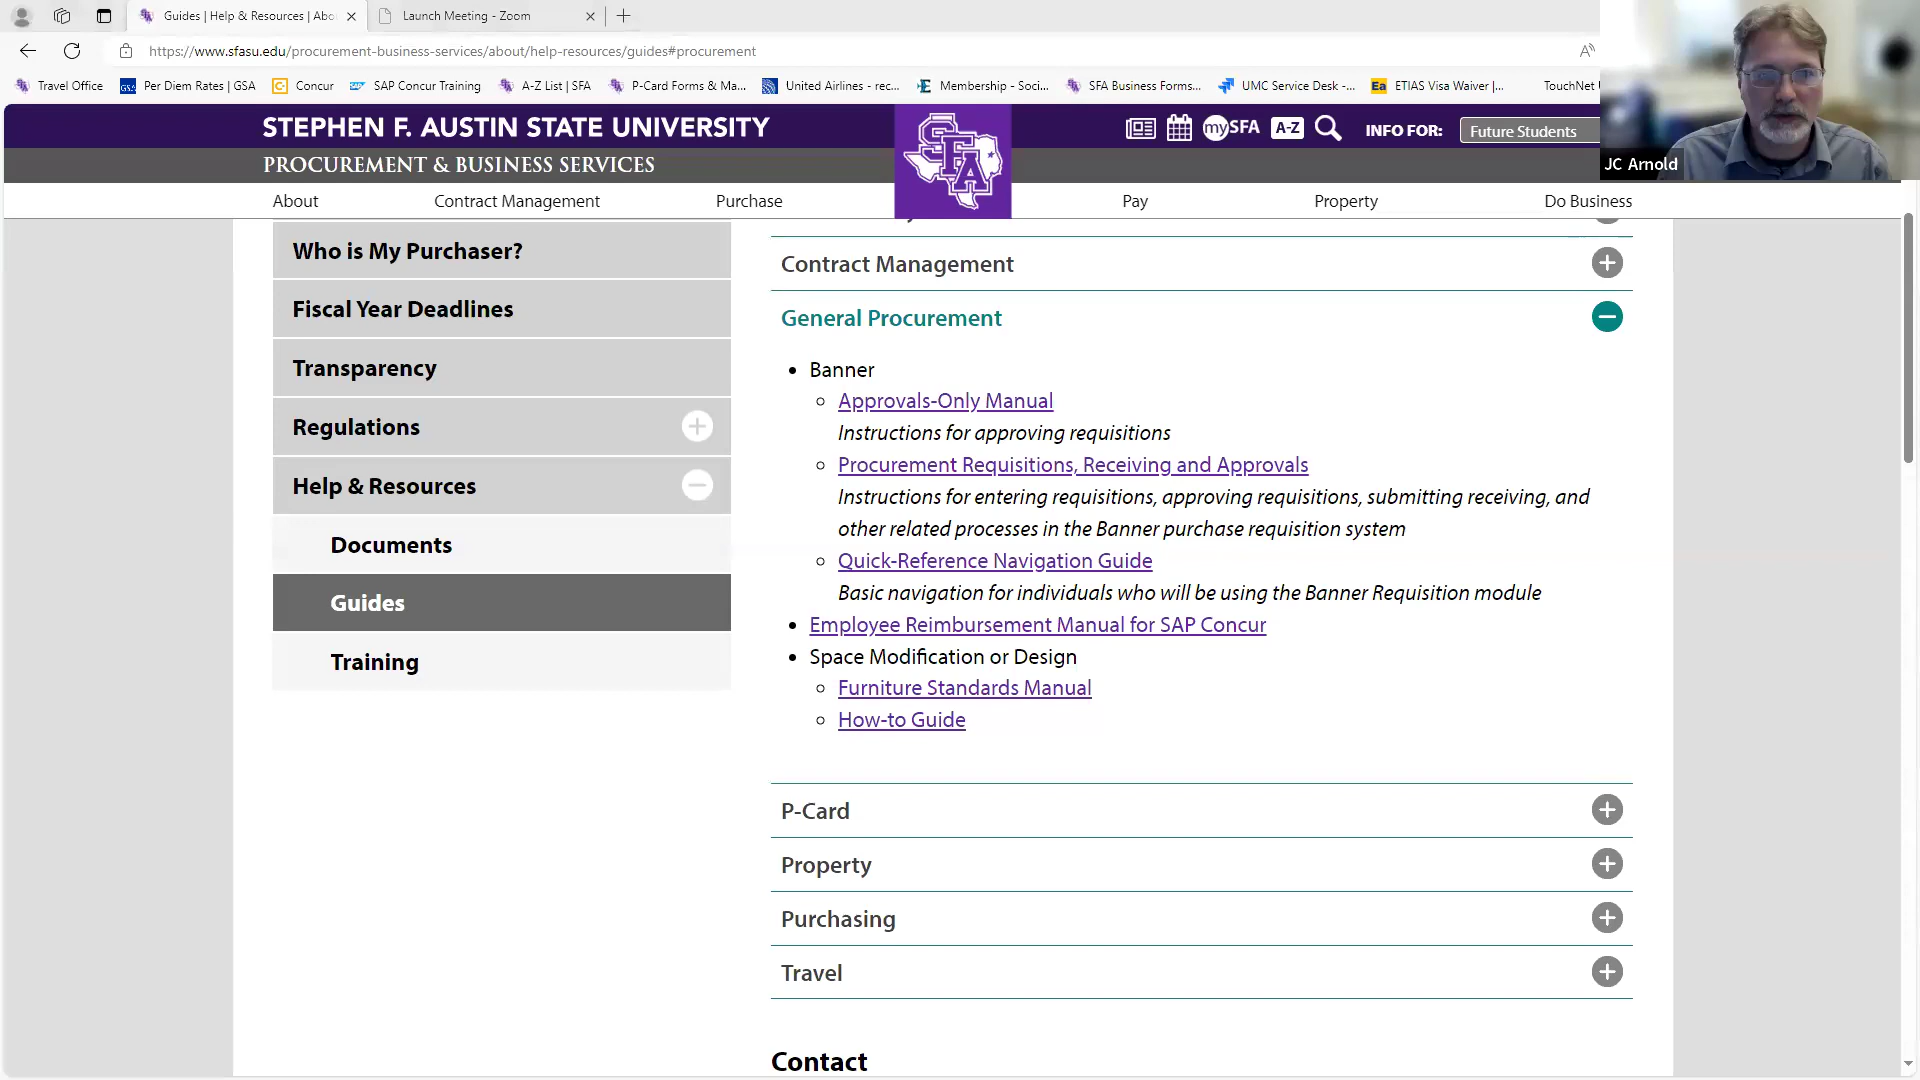 Guides | Help & Resources | Abo
Launch Meeting - Zoom
https://www.sfasu.edu/procurement-business-services/about/help-resources/guides#procurement
Travel Office
GSA
Per Diem Rates | GSA
Concur
SAP Concur Training
A-Z List | SFA
P-Card Forms & Ma...
United Airlines - rec...
Membership - Soci...
SFA Business Forms...
UMC Service Desk -...
Ea
ETIAS Visa Waiver |...
TouchNet
JC Arnold
STEPHEN F. AUSTIN STATE UNIVERSITY
SFA
mySFA
A-Z
INFO FOR:
Future Students
PROCUREMENT & BUSINESS SERVICES
About
Contract Management
Purchase
Pay
Property
Do Business
Who is My Purchaser?
Fiscal Year Deadlines
Transparency
Regulations
Help & Resources
Documents
Guides
Training
Contract Management
General Procurement
Banner
Approvals-Only Manual
Instructions for approving requisitions
Procurement Requisitions, Receiving and Approvals
Instructions for entering requisitions, approving requisitions, submitting receiving, and
other related processes in the Banner purchase requisition system
Quick-Reference Navigation Guide
Basic navigation for individuals who will be using the Banner Requisition module
Employee Reimbursement Manual for SAP Concur
Space Modification or Design
Furniture Standards Manual
How-to Guide
P-Card
Property
Purchasing
Travel
Contact